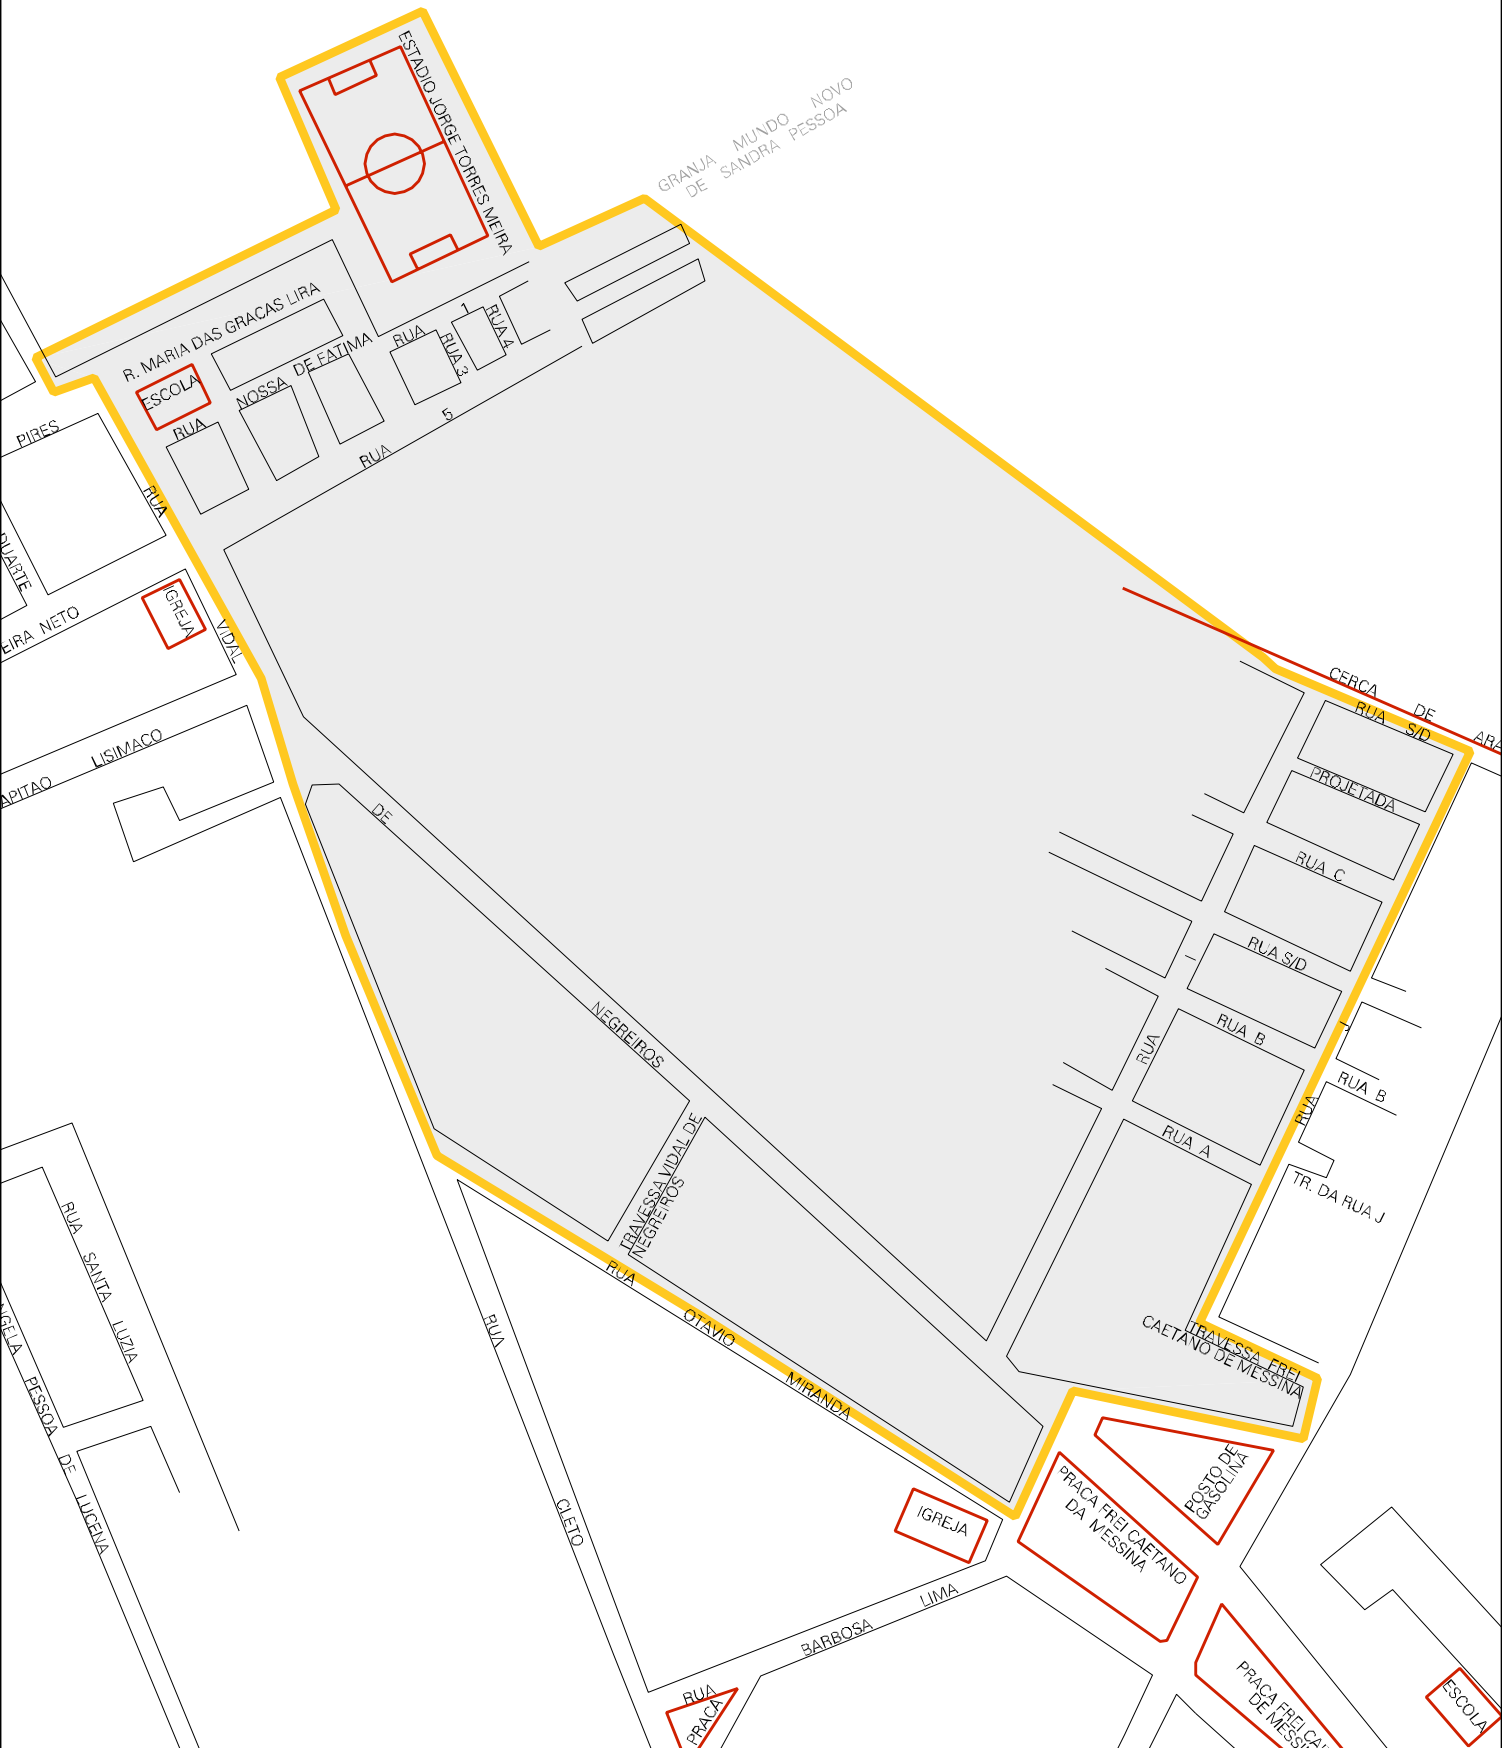 ESTADIO JORGE TORRES MEIRA
GRANJA MUNDO NOVO
DE SANDRA PESSOA
R. MARIA DAS GRACAS LIRA
ESCOLA
RUA NOSSA DE FATIMA
RUA 1
RUA 3
RUA 4
RUA 5
PIRES
RUA VIDAL DE NEGREIROS
DUARTE
EIRA NETO
IGREJA
APITAO LISIMACO
CERCA DE ARA
RUA S/D
PROJETADA
RUA C
RUA S/D
RUA B
RUA I
RUA J
RUA B
RUA A
TR. DA RUA J
TRAVESSA VIDAL DE
NEGREIROS
RUA OTAVIO MIRANDA
TRAVESSA FREI
CAETANO DE MESSINA
RUA SANTA LUZIA
NGELA PESSOA DE LUCENA
RUA CLETO
POSTO DE
GASOLINA
PRACA FREI CAETANO
DA MESSINA
IGREJA
RUA BARBOSA LIMA
PRACA
PRACA FREI CA
DE MESSI
ESCOLA